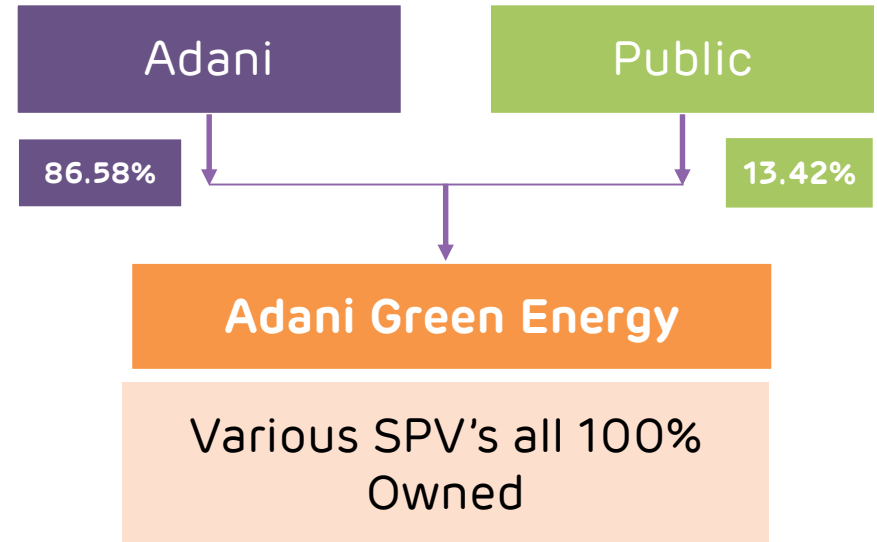 Adani
Public
86.58%
13.42%
Adani Green Energy
Various SPV’s all 100%
Owned